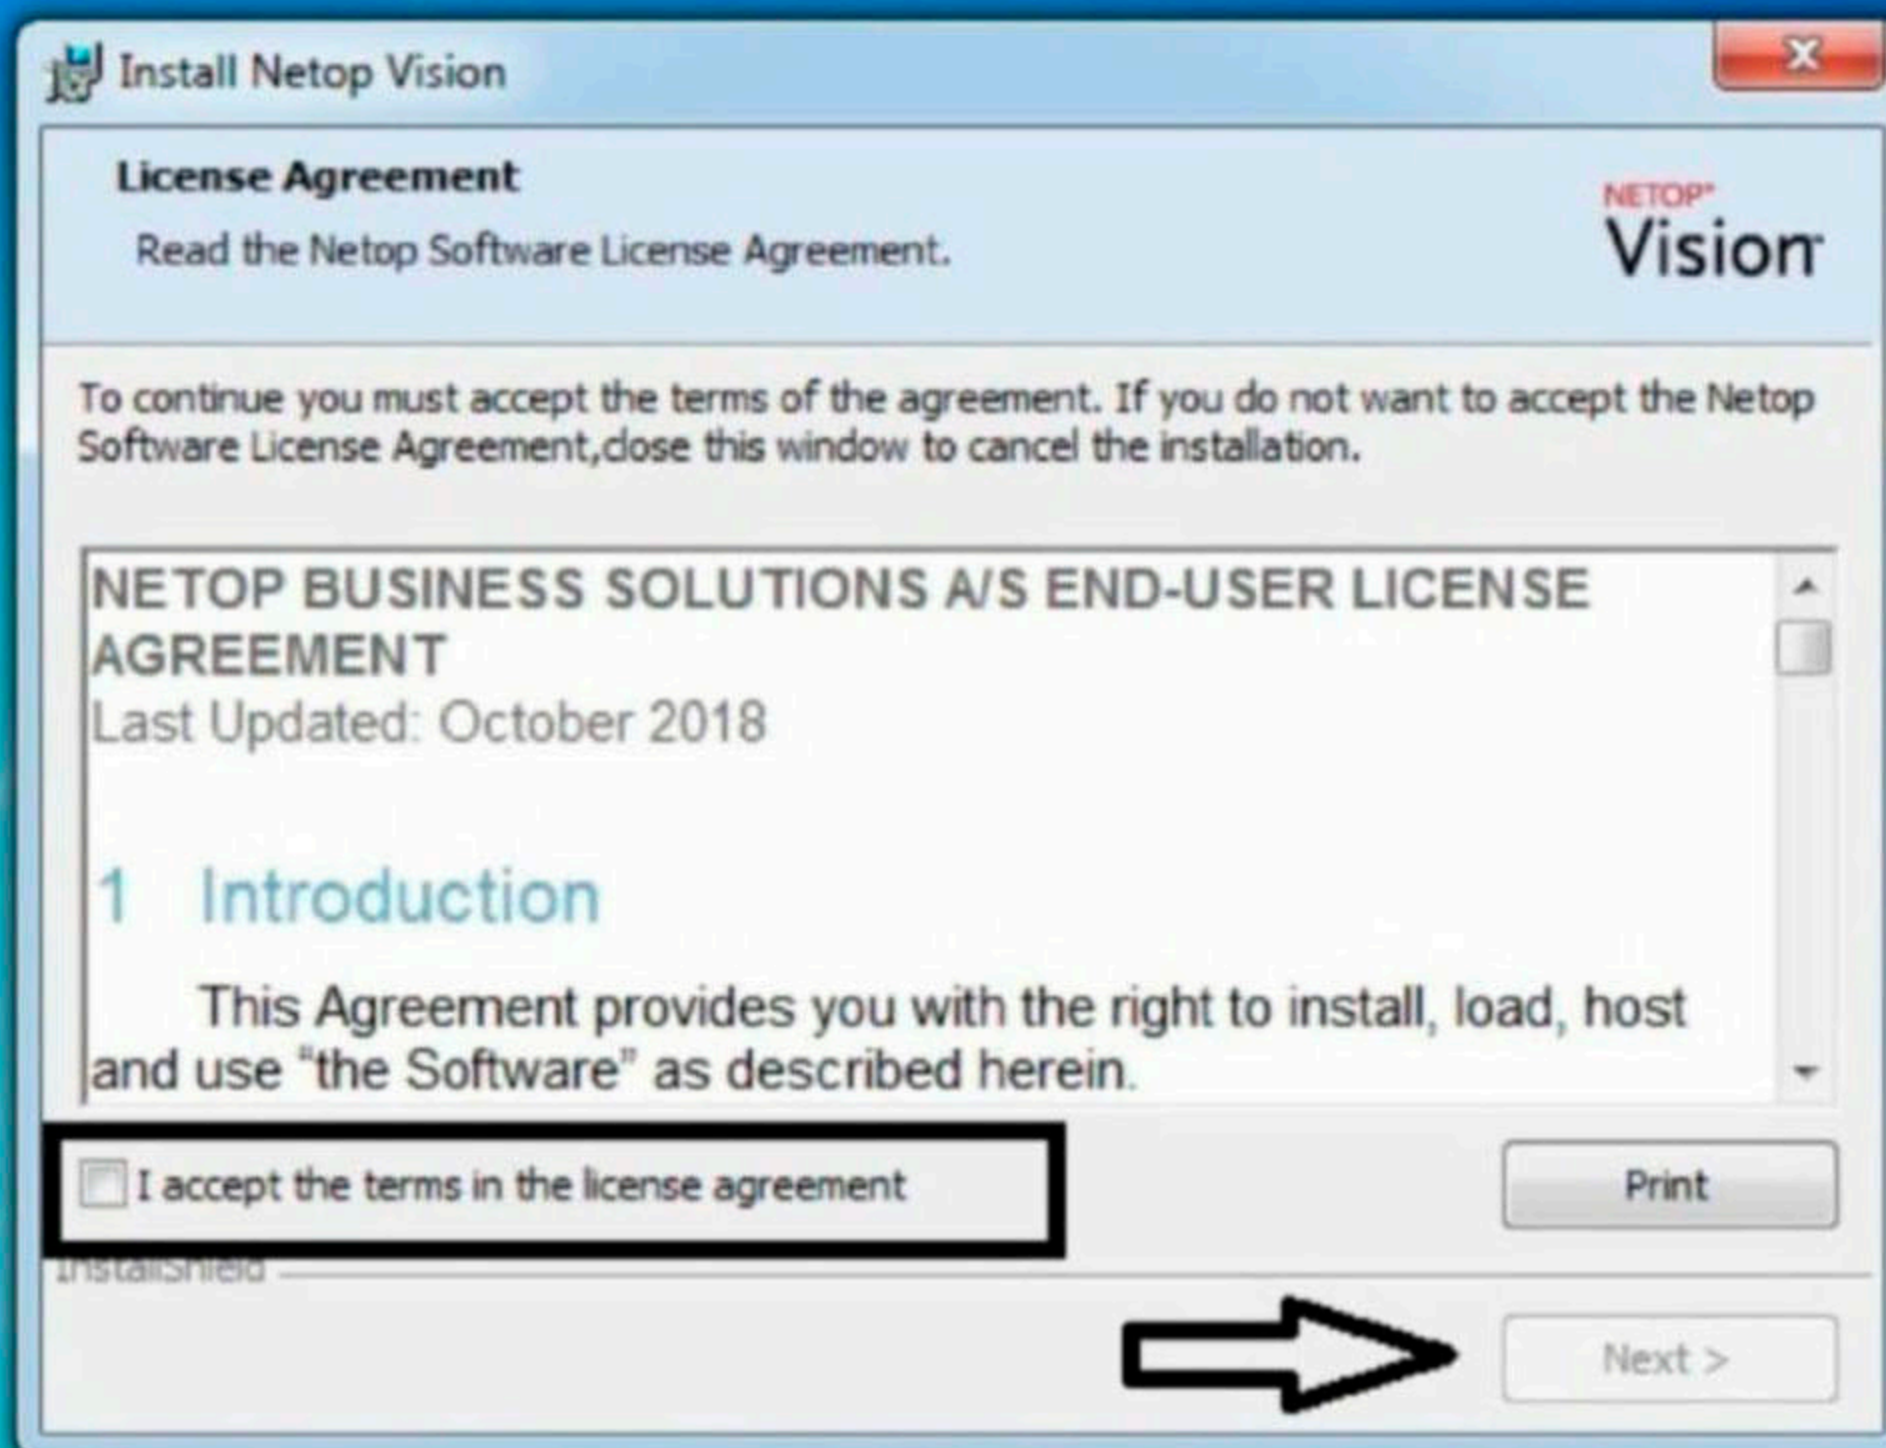 Install Netop Vision
License Agreement
Read the Netop Software License Agreement.
NETOP
Vision
To continue you must accept the terms of the agreement. If you do not want to accept the Netop
Software License Agreement,close this window to cancel the installation.
NETOP BUSINESS SOLUTIONS A/S END-USER LICENSE
AGREEMENT
Last Updated: October 2018
1 Introduction
This Agreement provides you with the right to install, load, host
and use “the Software” as described herein.
I accept the terms in the license agreement
Print
InstallShield
Next >